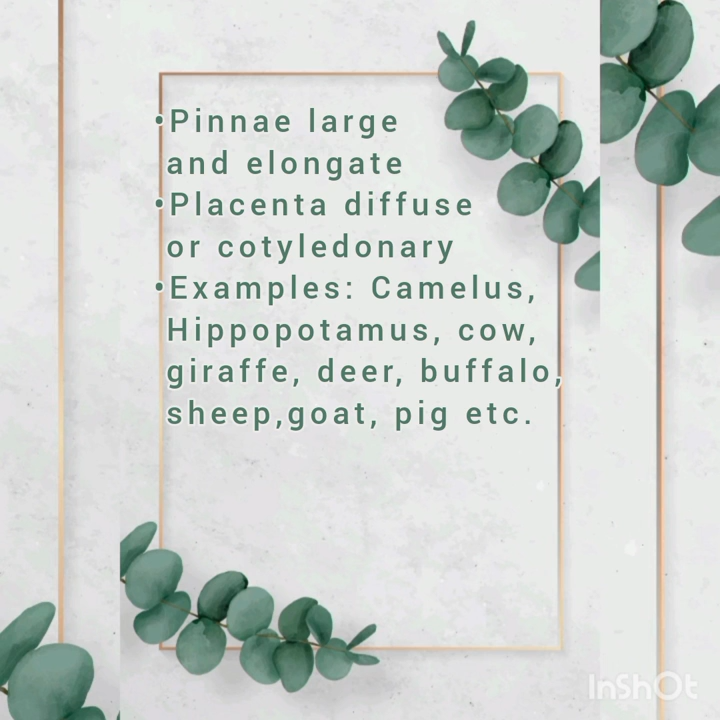 •Pinnae large
and elongate
•Placenta diffuse
or cotyledonary
•Examples: Camelus,
Hippopotamus, cow,
giraffe, deer, buffalo,
sheep,goat, pig etc.
InShOt